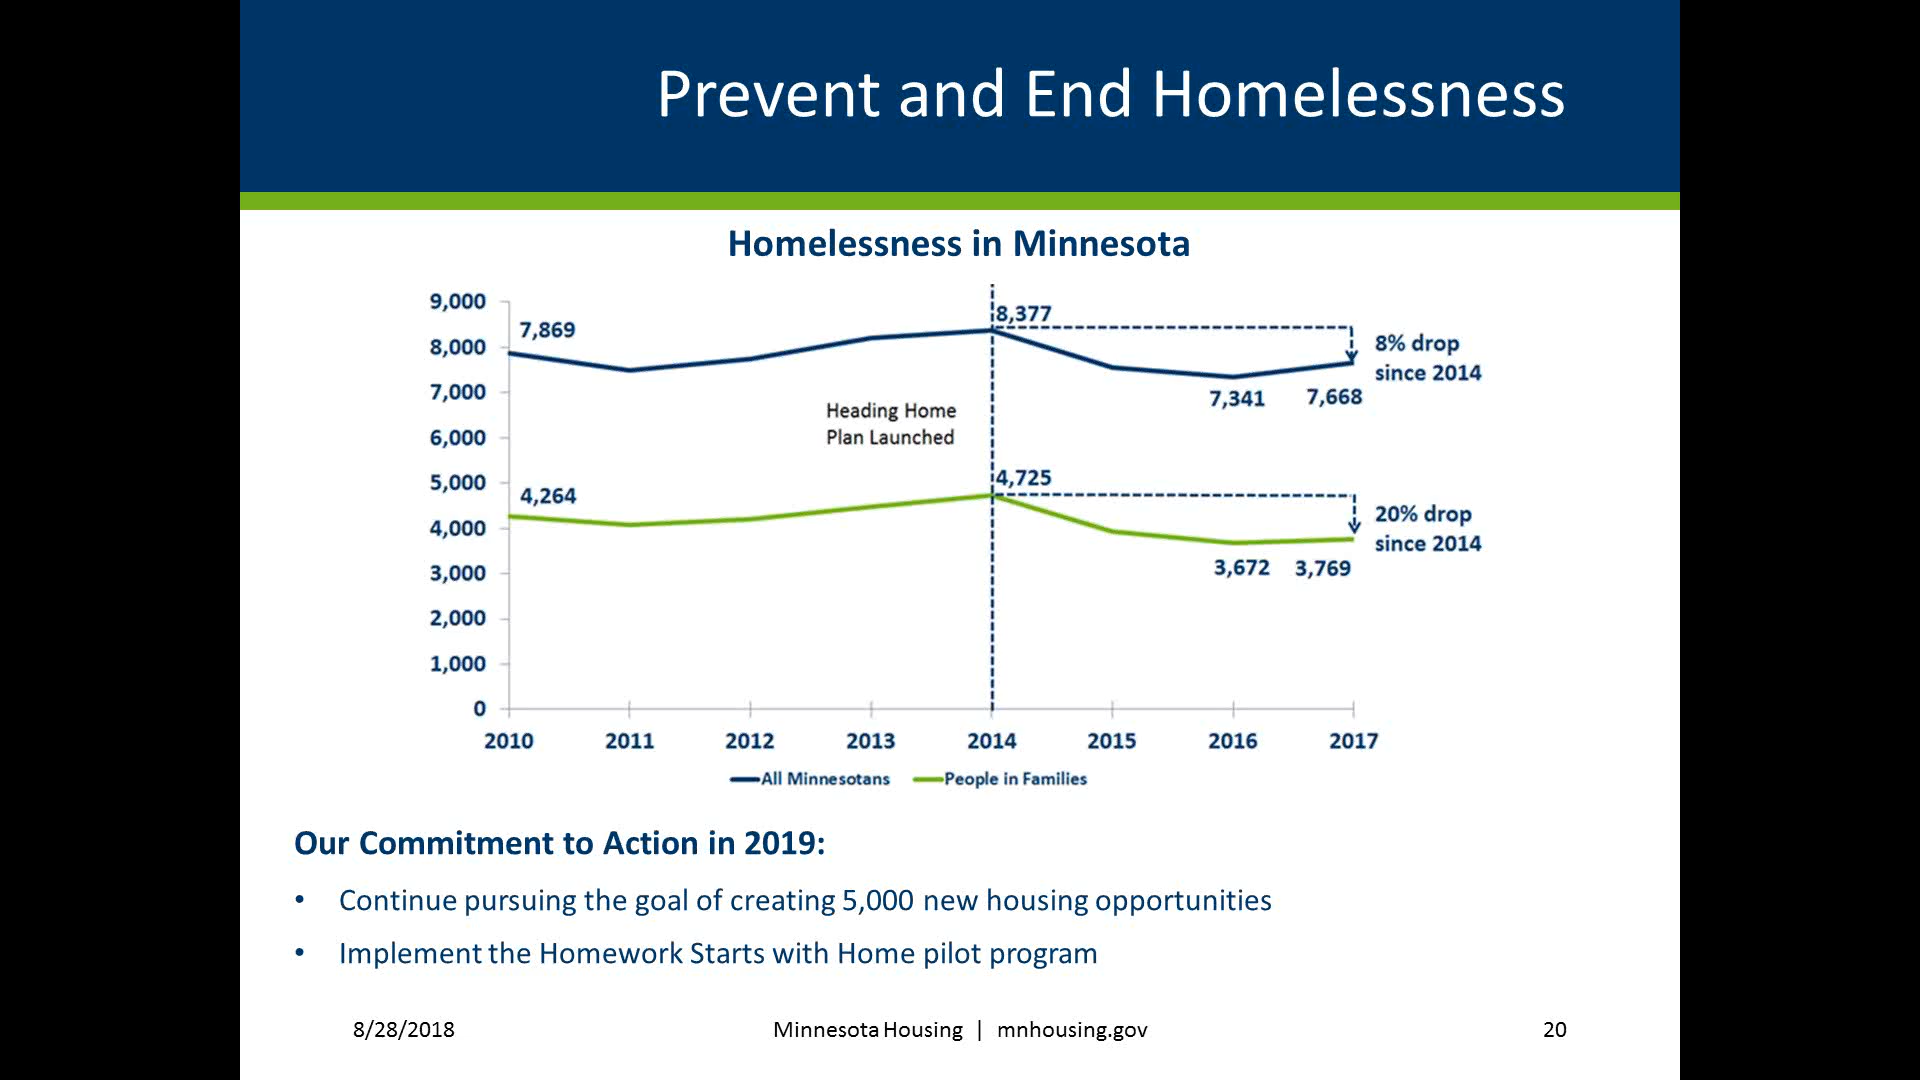 Prevent and End Homelessness
Homelessness in Minnesota
9,000
8,000
7,000
6,000
5,000
4,000
3,000
2,000
1,000
0
7,869
8,377
7,341
7,668
8% drop
since 2014
Heading Home
Plan Launched
4,264
4,725
3,672
3,769
20% drop
since 2014
2010 2011 2012 2013 2014 2015 2016 2017
All Minnesotans People in Families
Our Commitment to Action in 2019:
• Continue pursuing the goal of creating 5,000 new housing opportunities
• Implement the Homework Starts with Home pilot program
8/28/2018 Minnesota Housing | mnhousing.gov 20